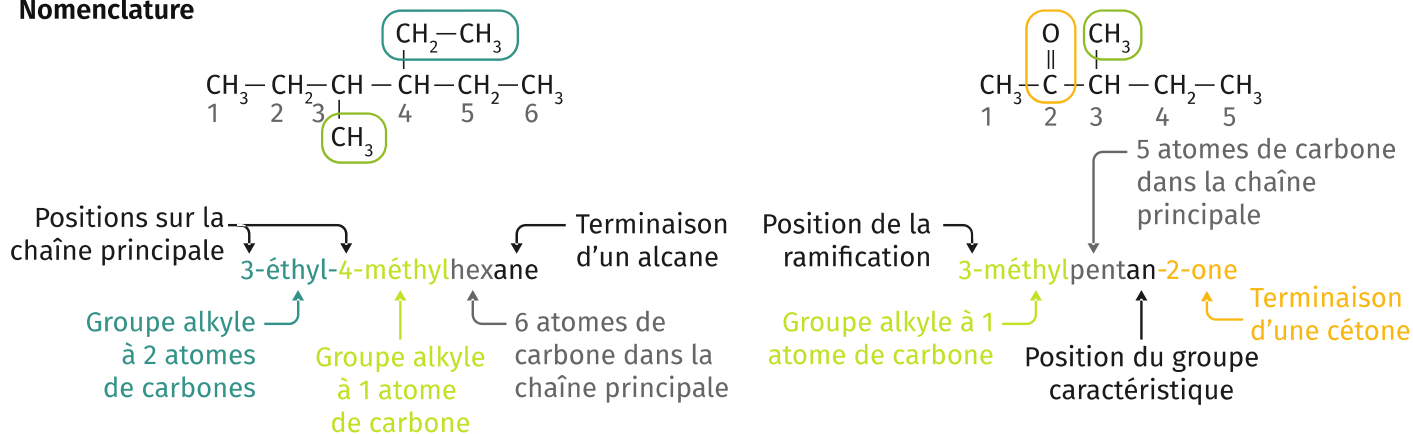 Nomenclature
CH2—CH3
CH3—CH2—CH—CH—CH2—CH3
1 2 3 4 5 6
CH3
Positions sur la
chaîne principale
Terminaison
d’un alcane
3-éthyl-4-méthylhexane
Groupe alkyle
à 2 atomes
de carbones
Groupe alkyle
à 1 atome
de carbone
6 atomes de
carbone dans la
chaîne principale
O CH3
||
CH3—C—CH—CH2—CH3
1 2 3 4 5
5 atomes de carbone
dans la chaîne
principale
Position de la
ramification
3-méthylpentan-2-one
Groupe alkyle à 1
atome de carbone
Position du groupe
caractéristique
Terminaison
d’une cétone